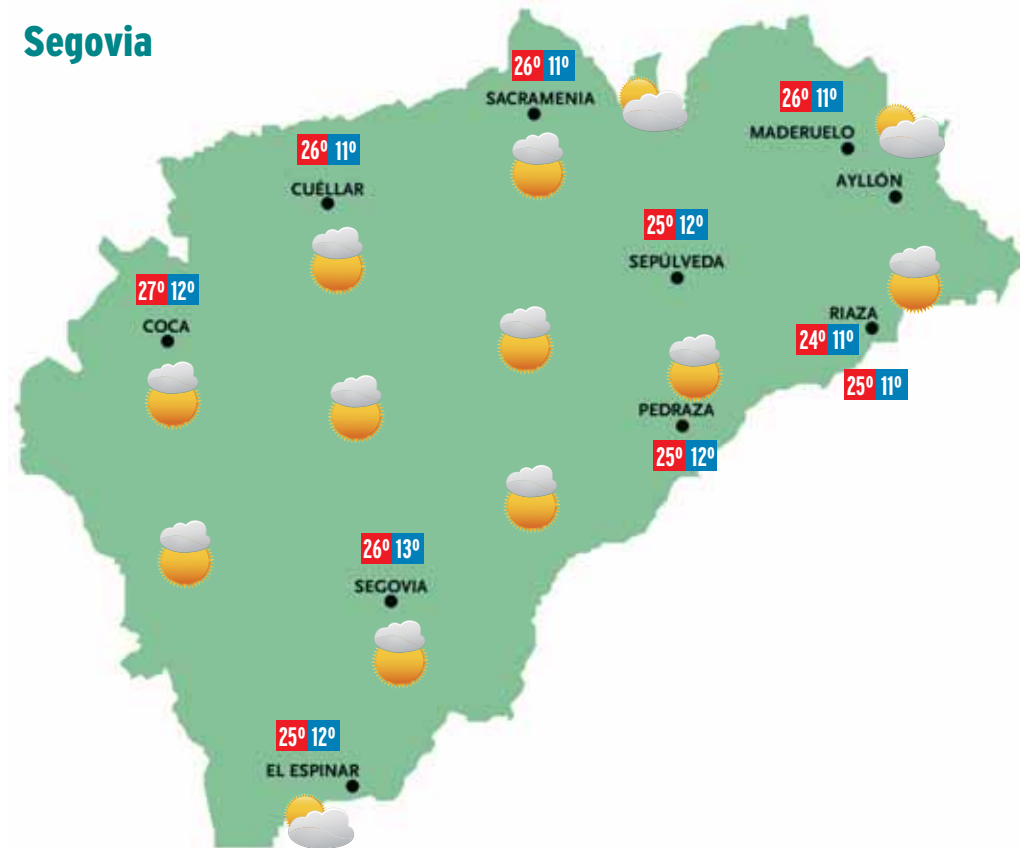 Segovia
26º 11º
SACRAMENIA
26º 11º
MADERUELO
26º 11º
CUÉLLAR
AYLLÓN
25º 12º
SEPÚLVEDA
27º 12º
COCA
RIAZA
24º 11º
25º 11º
PEDRAZA
25º 12º
26º 13º
SEGOVIA
25º 12º
EL ESPINAR